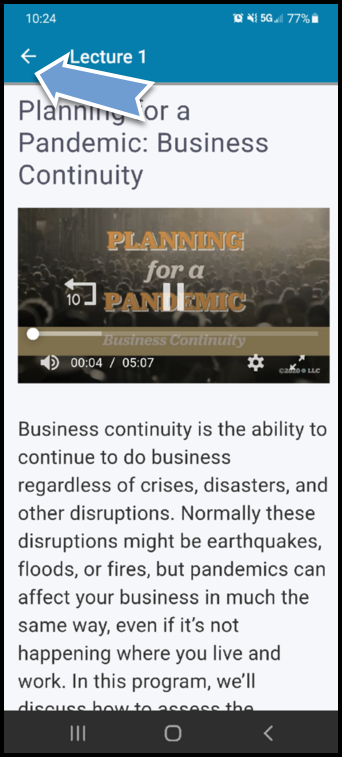 10:24 5G 77%
Lecture 1
Planning for a
Pandemic: Business
Continuity
PLANNING
for a
PANDEMIC
10
Business Continuity
00:04 / 05:07
©2020 LLC
Business continuity is the ability to
continue to do business
regardless of crises, disasters, and
other disruptions. Normally these
disruptions might be earthquakes,
floods, or fires, but pandemics can
affect your business in much the
same way, even if it's not
happening where you live and
work. In this program, we'll
discuss how to assess the